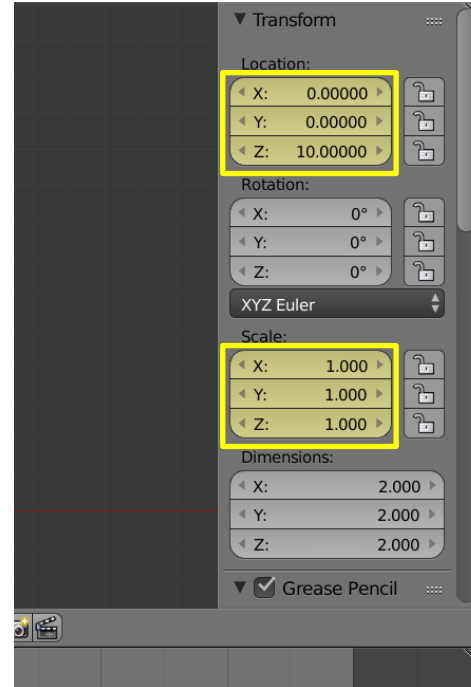 Transform
Location:
X: 0.00000
Y: 0.00000
Z: 10.00000
Rotation:
X: 0°
Y: 0°
Z: 0°
XYZ Euler
Scale:
X: 1.000
Y: 1.000
Z: 1.000
Dimensions:
X: 2.000
Y: 2.000
Z: 2.000
Grease Pencil